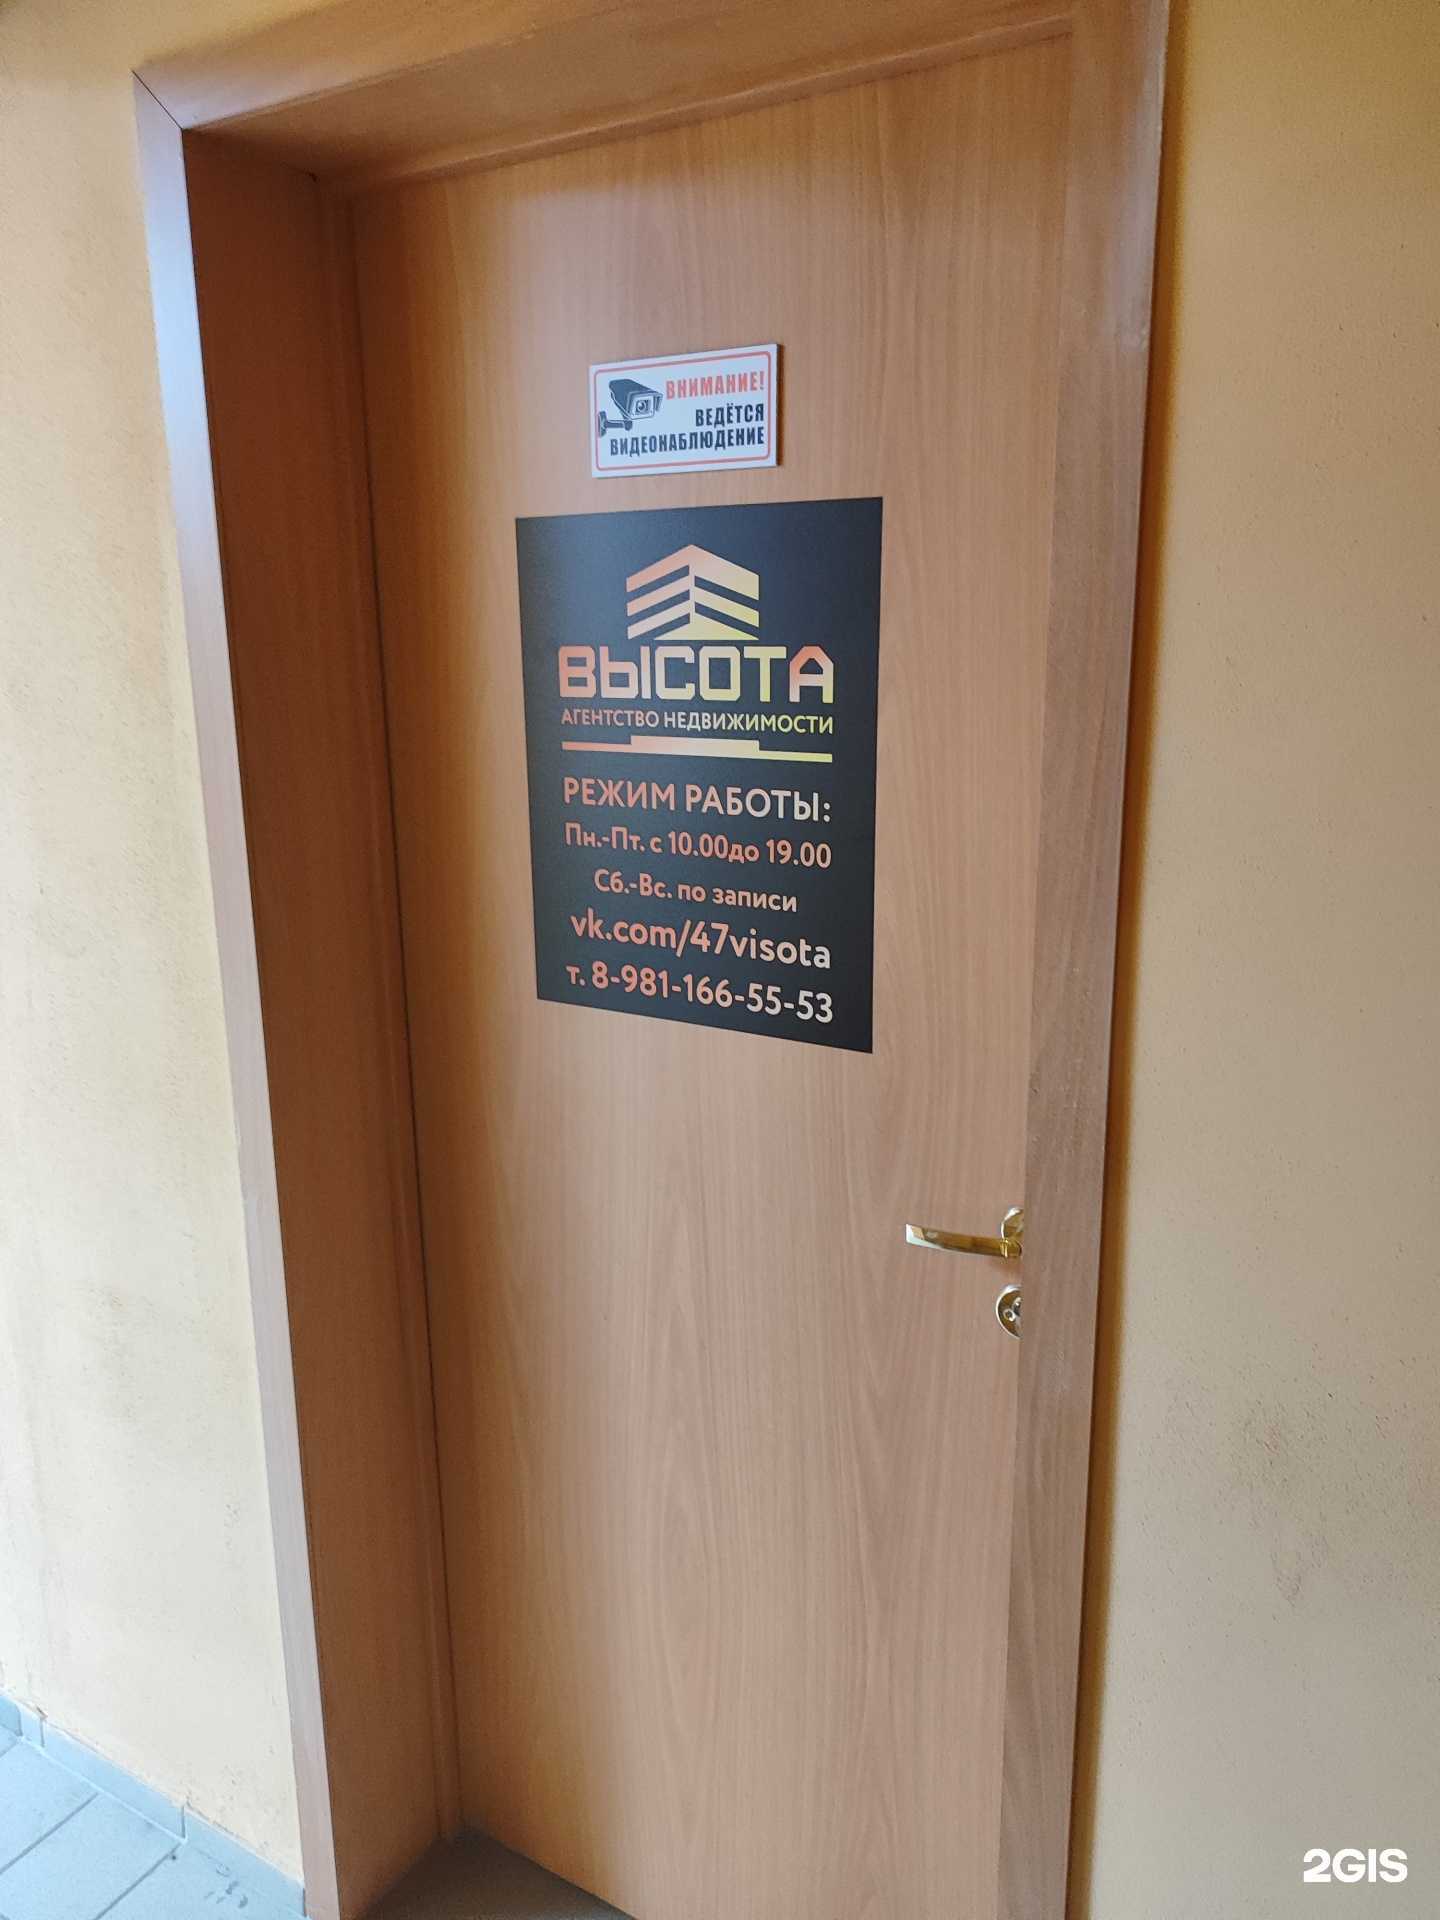 ВНИМАНИЕ!
ВЕДЁТСЯ
ВИДЕОНАБЛЮДЕНИЕ
ВЫСОТА
АГЕНТСТВО НЕДВИЖИМОСТИ
РЕЖИМ РАБОТЫ:
Пн.-Пт. с 10.00до 19.00
Сб.-Вс. по записи
vk.com/47visota
т. 8-981-166-55-53
2GIS